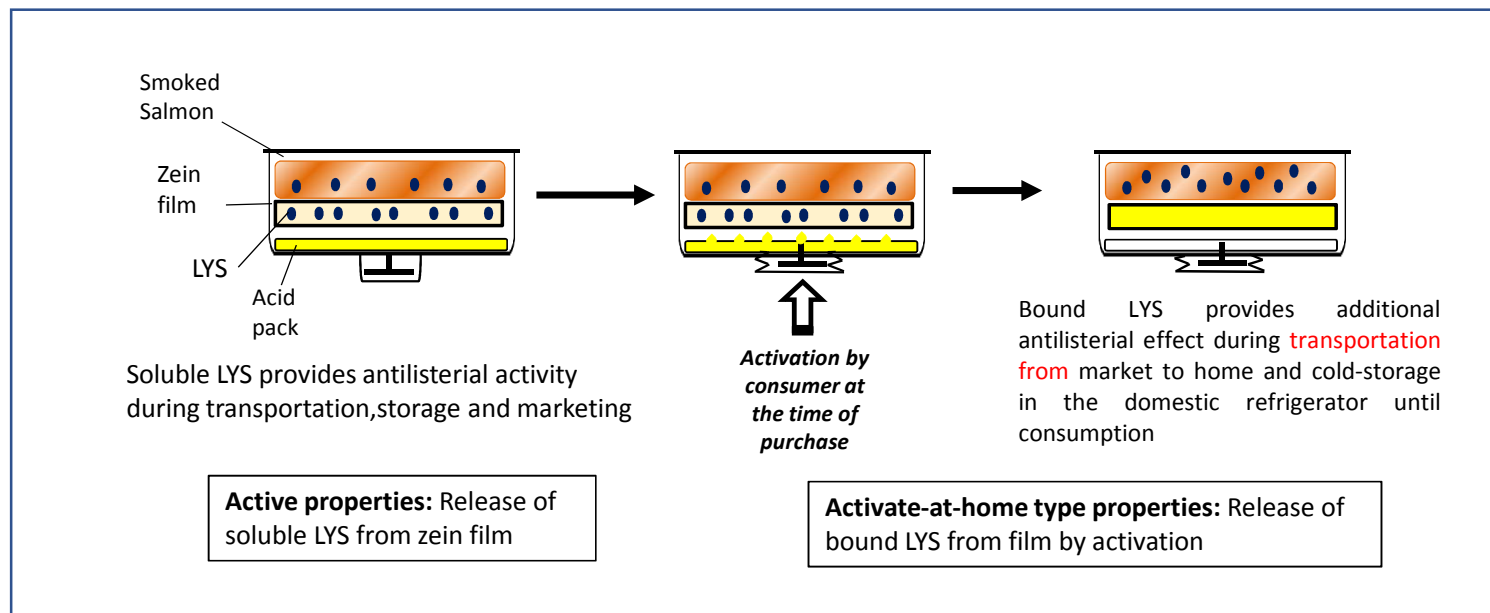 Smoked
Salmon
Zein
film
LYS
Acid
pack
Soluble LYS provides antilisterial activity
during transportation,storage and marketing
Activation by
consumer at
the time of
purchase
Bound LYS provides additional
antilisterial effect during transportation
from market to home and cold-storage
in the domestic refrigerator until
consumption
Active properties: Release of
soluble LYS from zein film
Activate-at-home type properties: Release of
bound LYS from film by activation